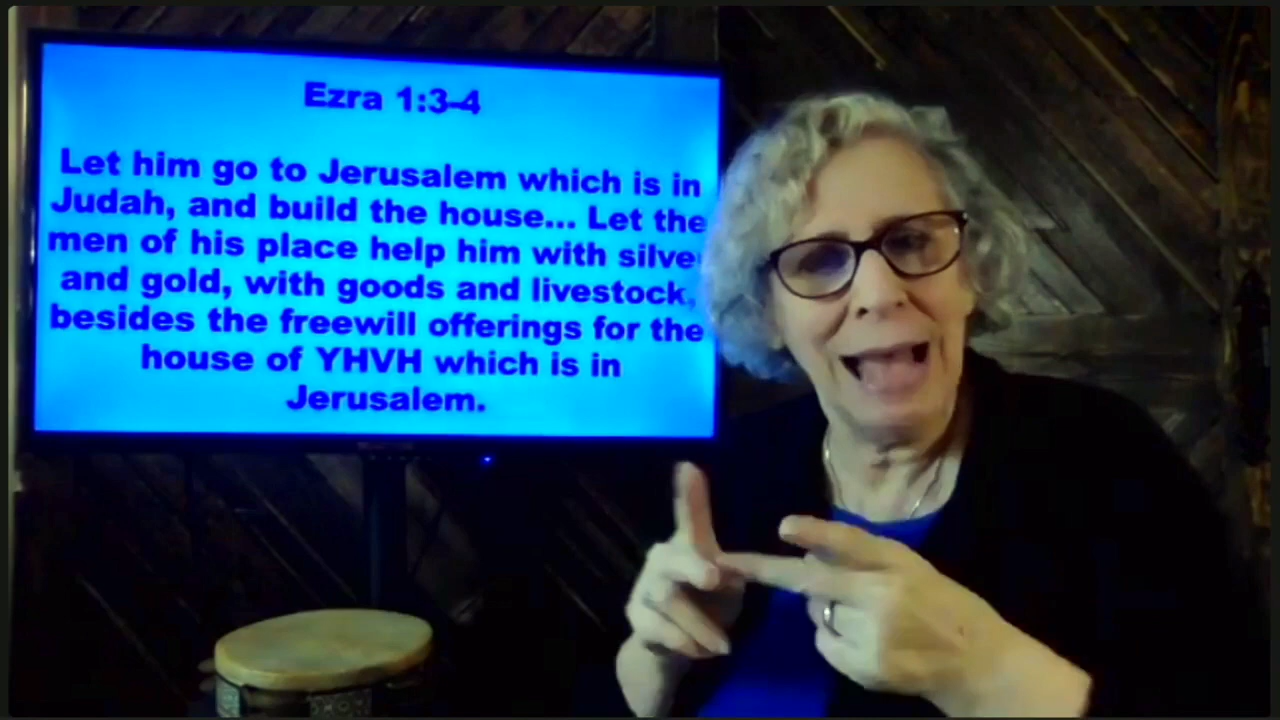 Ezra 1:3-4
Let him go to Jerusalem which is in
Judah, and build the house... Let the
men of his place help him with silve
and gold, with goods and livestock,
besides the freewill offerings for the
house of YHVH which is in
Jerusalem.